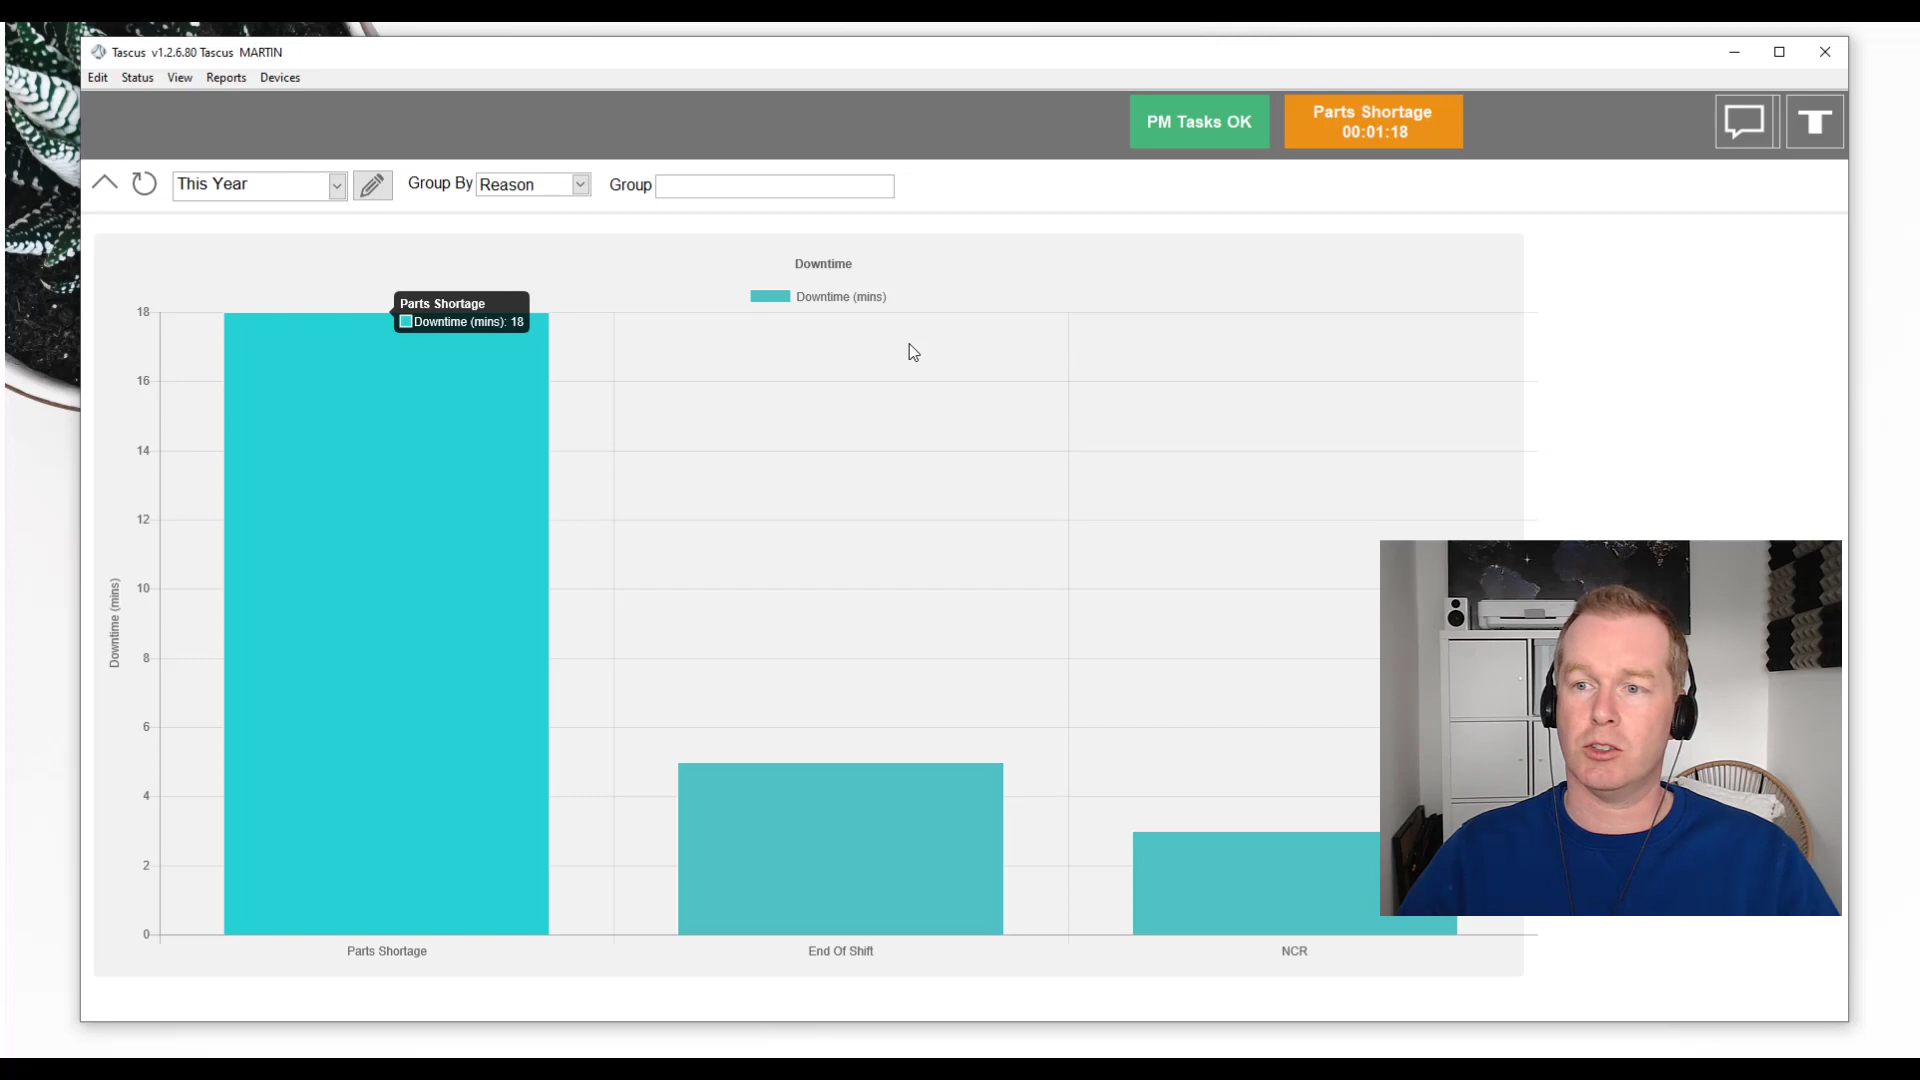 Tascus v1.2.6.80 Tascus MARTIN
Edit Status View Reports Devices
PM Tasks OK
Parts Shortage
00:01:18
This Year
Group By Reason
Group
Downtime
Downtime (mins)
Parts Shortage
Downtime (mins): 18
18
16
14
12
10
8
6
4
2
0
Downtime (mins)
Parts Shortage
End Of Shift
NCR